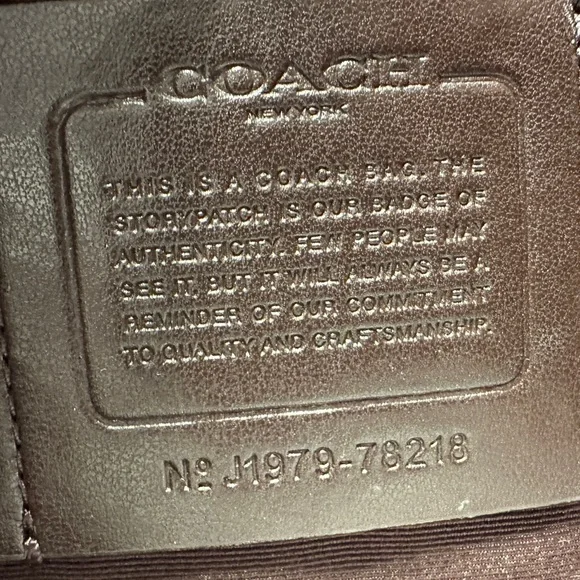 COACH
NEW YORK
THIS IS A COACH BAG. THE
STORYPATCH IS OUR BADGE OF
AUTHENTICITY. FEW PEOPLE MAY
SEE IT, BUT IT WILL ALWAYS BE A
REMINDER OF OUR COMMITMENT
TO QUALITY AND CRAFTSMANSHIP.
Nº J1979-78218